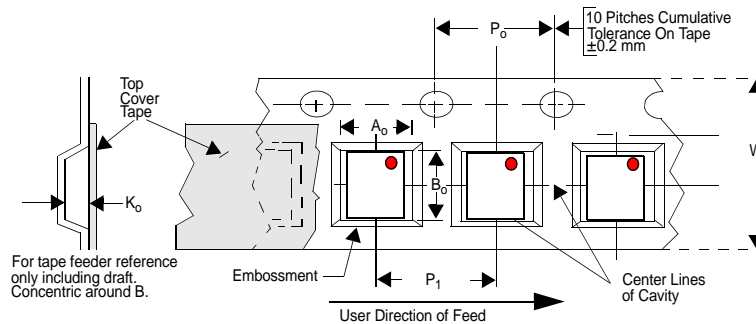 10 Pitches Cumulative
Tolerance On Tape
±0.2 mm
Po
Top
Cover
Tape
Ao
W
Bo
Ko
For tape feeder reference
only including draft.
Concentric around B.
Embossment
P1
Center Lines
of Cavity
User Direction of Feed